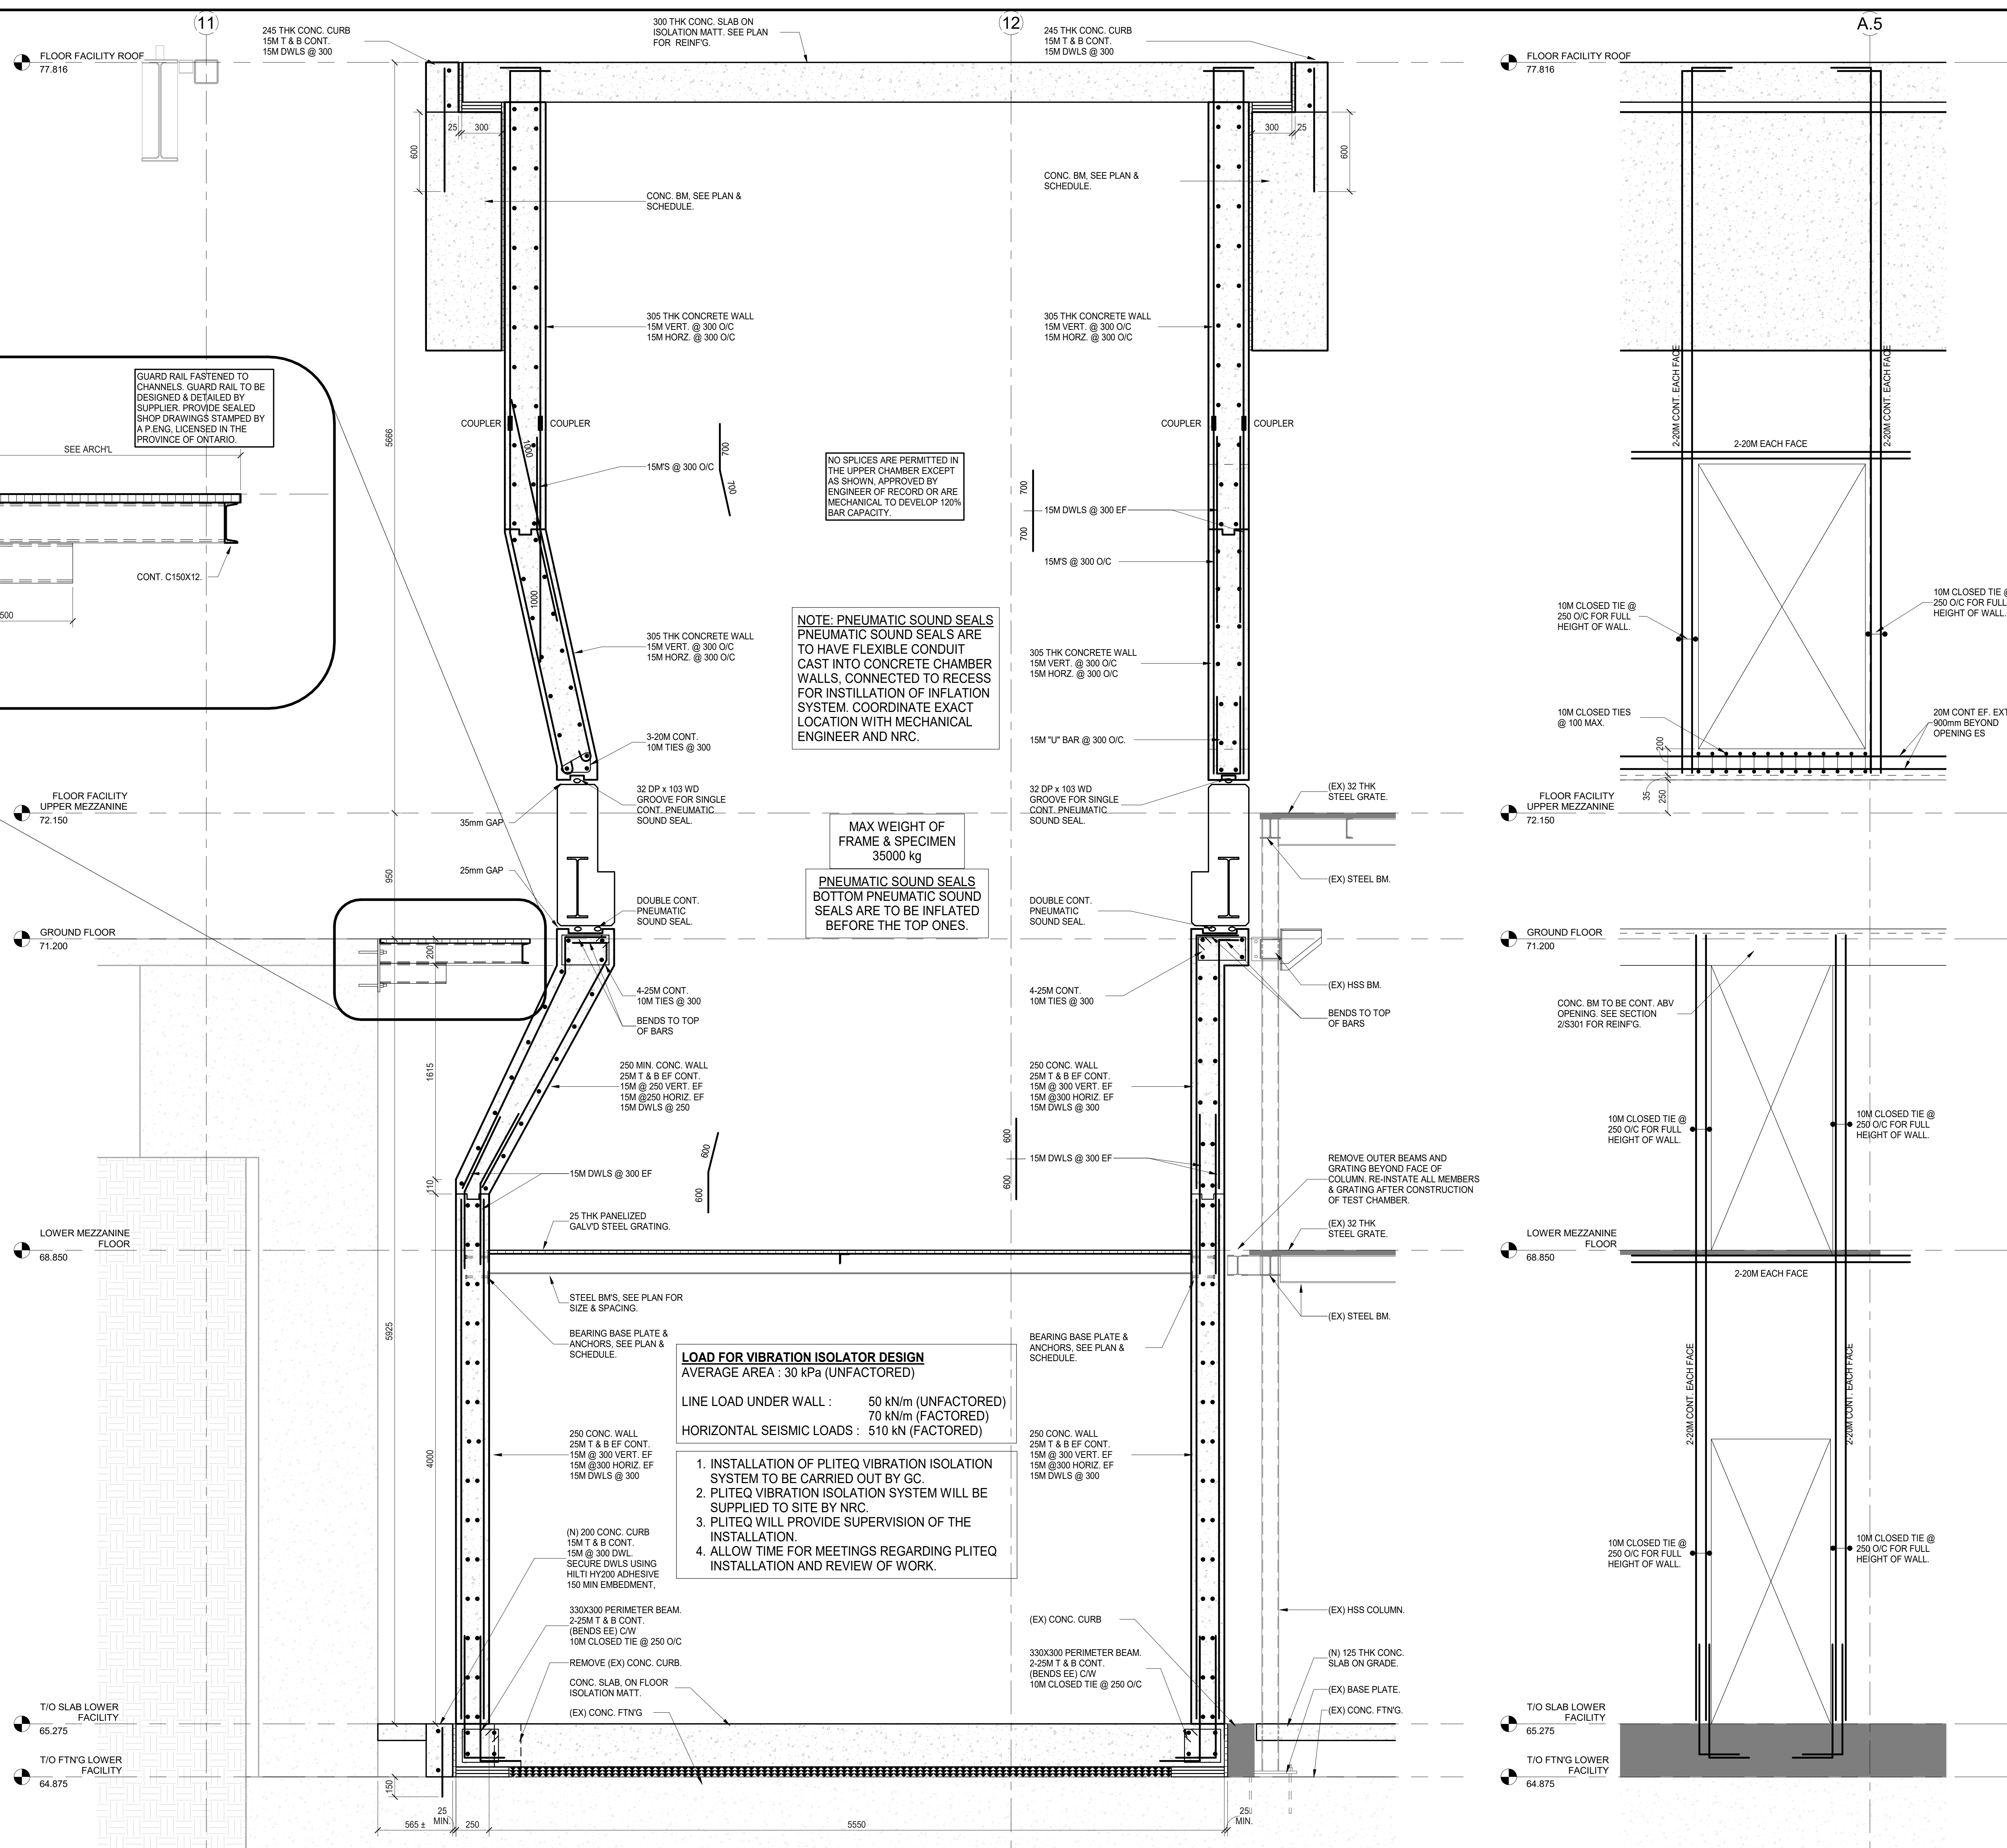 11
12
A.5
FLOOR FACILITY ROOF
77.816
245 THK CONC. CURB
15M T & B CONT.
15M DWLS @ 300
300 THK CONC. SLAB ON
ISOLATION MATT. SEE PLAN
FOR REINF'G.
245 THK CONC. CURB
15M T & B CONT.
15M DWLS @ 300
FLOOR FACILITY ROOF
77.816
25
300
600
300
25
600
CONC. BM, SEE PLAN &
SCHEDULE.
CONC. BM, SEE PLAN &
SCHEDULE.
305 THK CONCRETE WALL
15M VERT. @ 300 O/C
15M HORZ. @ 300 O/C
305 THK CONCRETE WALL
15M VERT. @ 300 O/C
15M HORZ. @ 300 O/C
GUARD RAIL FASTENED TO
CHANNELS. GUARD RAIL TO BE
DESIGNED & DETAILED BY
SUPPLIER. PROVIDE SEALED
SHOP DRAWINGS STAMPED BY
A P.ENG, LICENSED IN THE
PROVINCE OF ONTARIO.
SEE ARCH'L
CONT. C150X12.
500
5666
COUPLER
COUPLER
1000
15M'S @ 300 O/C
700
700
NO SPLICES ARE PERMITTED IN
THE UPPER CHAMBER EXCEPT
AS SHOWN, APPROVED BY
ENGINEER OF RECORD OR ARE
MECHANICAL TO DEVELOP 120%
BAR CAPACITY.
COUPLER
COUPLER
700
700
15M DWLS @ 300 EF
15M'S @ 300 O/C
1000
305 THK CONCRETE WALL
15M VERT. @ 300 O/C
15M HORZ. @ 300 O/C
NOTE: PNEUMATIC SOUND SEALS
PNEUMATIC SOUND SEALS ARE
TO HAVE FLEXIBLE CONDUIT
CAST INTO CONCRETE CHAMBER
WALLS, CONNECTED TO RECESS
FOR INSTILLATION OF INFLATION
SYSTEM. COORDINATE EXACT
LOCATION WITH MECHANICAL
ENGINEER AND NRC.
305 THK CONCRETE WALL
15M VERT. @ 300 O/C
15M HORZ. @ 300 O/C
3-20M CONT.
10M TIES @ 300
15M "U" BAR @ 300 O/C.
32 DP x 103 WD
GROOVE FOR SINGLE
CONT. PNEUMATIC
SOUND SEAL.
32 DP x 103 WD
GROOVE FOR SINGLE
CONT. PNEUMATIC
SOUND SEAL.
(EX) 32 THK
STEEL GRATE.
FLOOR FACILITY
UPPER MEZZANINE
72.150
35mm GAP
MAX WEIGHT OF
FRAME & SPECIMEN
35000 kg
25mm GAP
PNEUMATIC SOUND SEALS
BOTTOM PNEUMATIC SOUND
SEALS ARE TO BE INFLATED
BEFORE THE TOP ONES.
(EX) STEEL BM.
950
DOUBLE CONT.
PNEUMATIC
SOUND SEAL.
DOUBLE CONT.
PNEUMATIC
SOUND SEAL.
GROUND FLOOR
71.200
200
4-25M CONT.
10M TIES @ 300
BENDS TO TOP
OF BARS
4-25M CONT.
10M TIES @ 300
(EX) HSS BM.
BENDS TO TOP
OF BARS
1615
250 MIN. CONC. WALL
25M T & B EF CONT.
15M @ 250 VERT. EF
15M @250 HORIZ. EF
15M DWLS @ 250
250 CONC. WALL
25M T & B EF CONT.
15M @ 300 VERT. EF
15M @300 HORIZ. EF
15M DWLS @ 300
600
600
15M DWLS @ 300 EF
600
600
15M DWLS @ 300 EF
110
REMOVE OUTER BEAMS AND
GRATING BEYOND FACE OF
COLUMN. RE-INSTATE ALL MEMBERS
& GRATING AFTER CONSTRUCTION
OF TEST CHAMBER.
25 THK PANELIZED
GALV'D STEEL GRATING.
(EX) 32 THK
STEEL GRATE.
LOWER MEZZANINE
FLOOR
68.850
STEEL BM'S, SEE PLAN FOR
SIZE & SPACING.
(EX) STEEL BM.
5925
BEARING BASE PLATE &
ANCHORS, SEE PLAN &
SCHEDULE.
BEARING BASE PLATE &
ANCHORS, SEE PLAN &
SCHEDULE.
LOAD FOR VIBRATION ISOLATOR DESIGN
AVERAGE AREA : 30 kPa (UNFACTORED)
LINE LOAD UNDER WALL : 50 kN/m (UNFACTORED)
70 kN/m (FACTORED)
HORIZONTAL SEISMIC LOADS : 510 kN (FACTORED)
4000
250 CONC. WALL
25M T & B EF CONT.
15M @ 300 VERT. EF
15M @300 HORIZ. EF
15M DWLS @ 300
250 CONC. WALL
25M T & B EF CONT.
15M @ 300 VERT. EF
15M @300 HORIZ. EF
15M DWLS @ 300
1. INSTALLATION OF PLITEQ VIBRATION ISOLATION
SYSTEM TO BE CARRIED OUT BY GC.
2. PLITEQ VIBRATION ISOLATION SYSTEM WILL BE
SUPPLIED TO SITE BY NRC.
3. PLITEQ WILL PROVIDE SUPERVISION OF THE
INSTALLATION.
4. ALLOW TIME FOR MEETINGS REGARDING PLITEQ
INSTALLATION AND REVIEW OF WORK.
(N) 200 CONC. CURB
15M T & B CONT.
15M @ 300 DWL.
SECURE DWLS USING
HILTI HY200 ADHESIVE
150 MIN EMBEDMENT,
330X300 PERIMETER BEAM.
2-25M T & B CONT.
(BENDS EE) C/W
10M CLOSED TIE @ 250 O/C
REMOVE (EX) CONC. CURB.
CONC. SLAB, ON FLOOR
ISOLATION MATT.
(EX) CONC. FTN'G
(EX) CONC. CURB
330X300 PERIMETER BEAM.
2-25M T & B CONT.
(BENDS EE) C/W
10M CLOSED TIE @ 250 O/C
(EX) HSS COLUMN.
(N) 125 THK CONC.
SLAB ON GRADE.
(EX) BASE PLATE.
(EX) CONC. FTN'G.
T/O SLAB LOWER
FACILITY
65.275
T/O FTN'G LOWER
FACILITY
64.875
150
565 ±
25
MIN.
250
5550
25
MIN.
2-20M CONT. EACH FACE
2-20M CONT. EACH FACE
2-20M EACH FACE
10M CLOSED TIE @
250 O/C FOR FULL
HEIGHT OF WALL.
10M CLOSED TIE @
250 O/C FOR FULL
HEIGHT OF WALL.
10M CLOSED TIES
@ 100 MAX.
20M CONT EF. EXT
900mm BEYOND
OPENING ES
200
35
250
FLOOR FACILITY
UPPER MEZZANINE
72.150
GROUND FLOOR
71.200
CONC. BM TO BE CONT. ABV
OPENING. SEE SECTION
2/S301 FOR REINF'G.
10M CLOSED TIE @
250 O/C FOR FULL
HEIGHT OF WALL.
10M CLOSED TIE @
250 O/C FOR FULL
HEIGHT OF WALL.
LOWER MEZZANINE
FLOOR
68.850
2-20M EACH FACE
2-20M CONT. EACH FACE
2-20M CONT. EACH FACE
10M CLOSED TIE @
250 O/C FOR FULL
HEIGHT OF WALL.
10M CLOSED TIE @
250 O/C FOR FULL
HEIGHT OF WALL.
T/O SLAB LOWER
FACILITY
65.275
T/O FTN'G LOWER
FACILITY
64.875